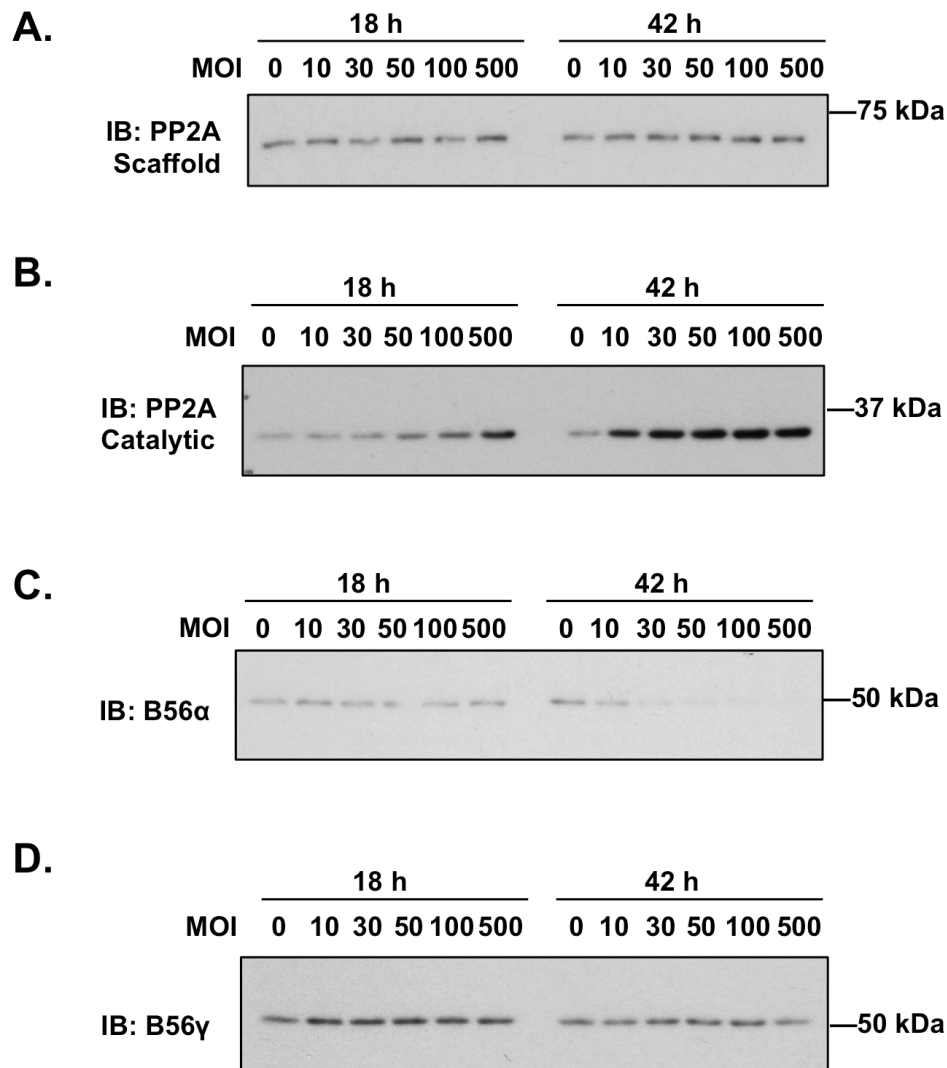 A.
18 h 42 h
MOI 0 10 30 50 100 500 0 10 30 50 100 500
75 kDa
IB: PP2A
Scaffold
B.
18 h 42 h
MOI 0 10 30 50 100 500 0 10 30 50 100 500
37 kDa
IB: PP2A
Catalytic
C.
18 h 42 h
MOI 0 10 30 50 100 500 0 10 30 50 100 500
50 kDa
IB: B56α
D.
18 h 42 h
MOI 0 10 30 50 100 500 0 10 30 50 100 500
IB: B56γ
50 kDa